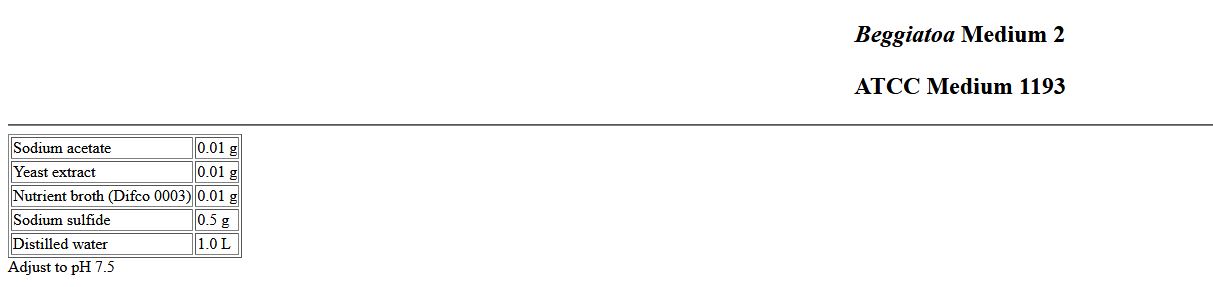 Beggiatoa Medium 2
ATCC Medium 1193
Sodium acetate 0.01 g
Yeast extract 0.01 g
Nutrient broth (Difco 0003) 0.01 g
Sodium sulfide 0.5 g
Distilled water 1.0 L
Adjust to pH 7.5